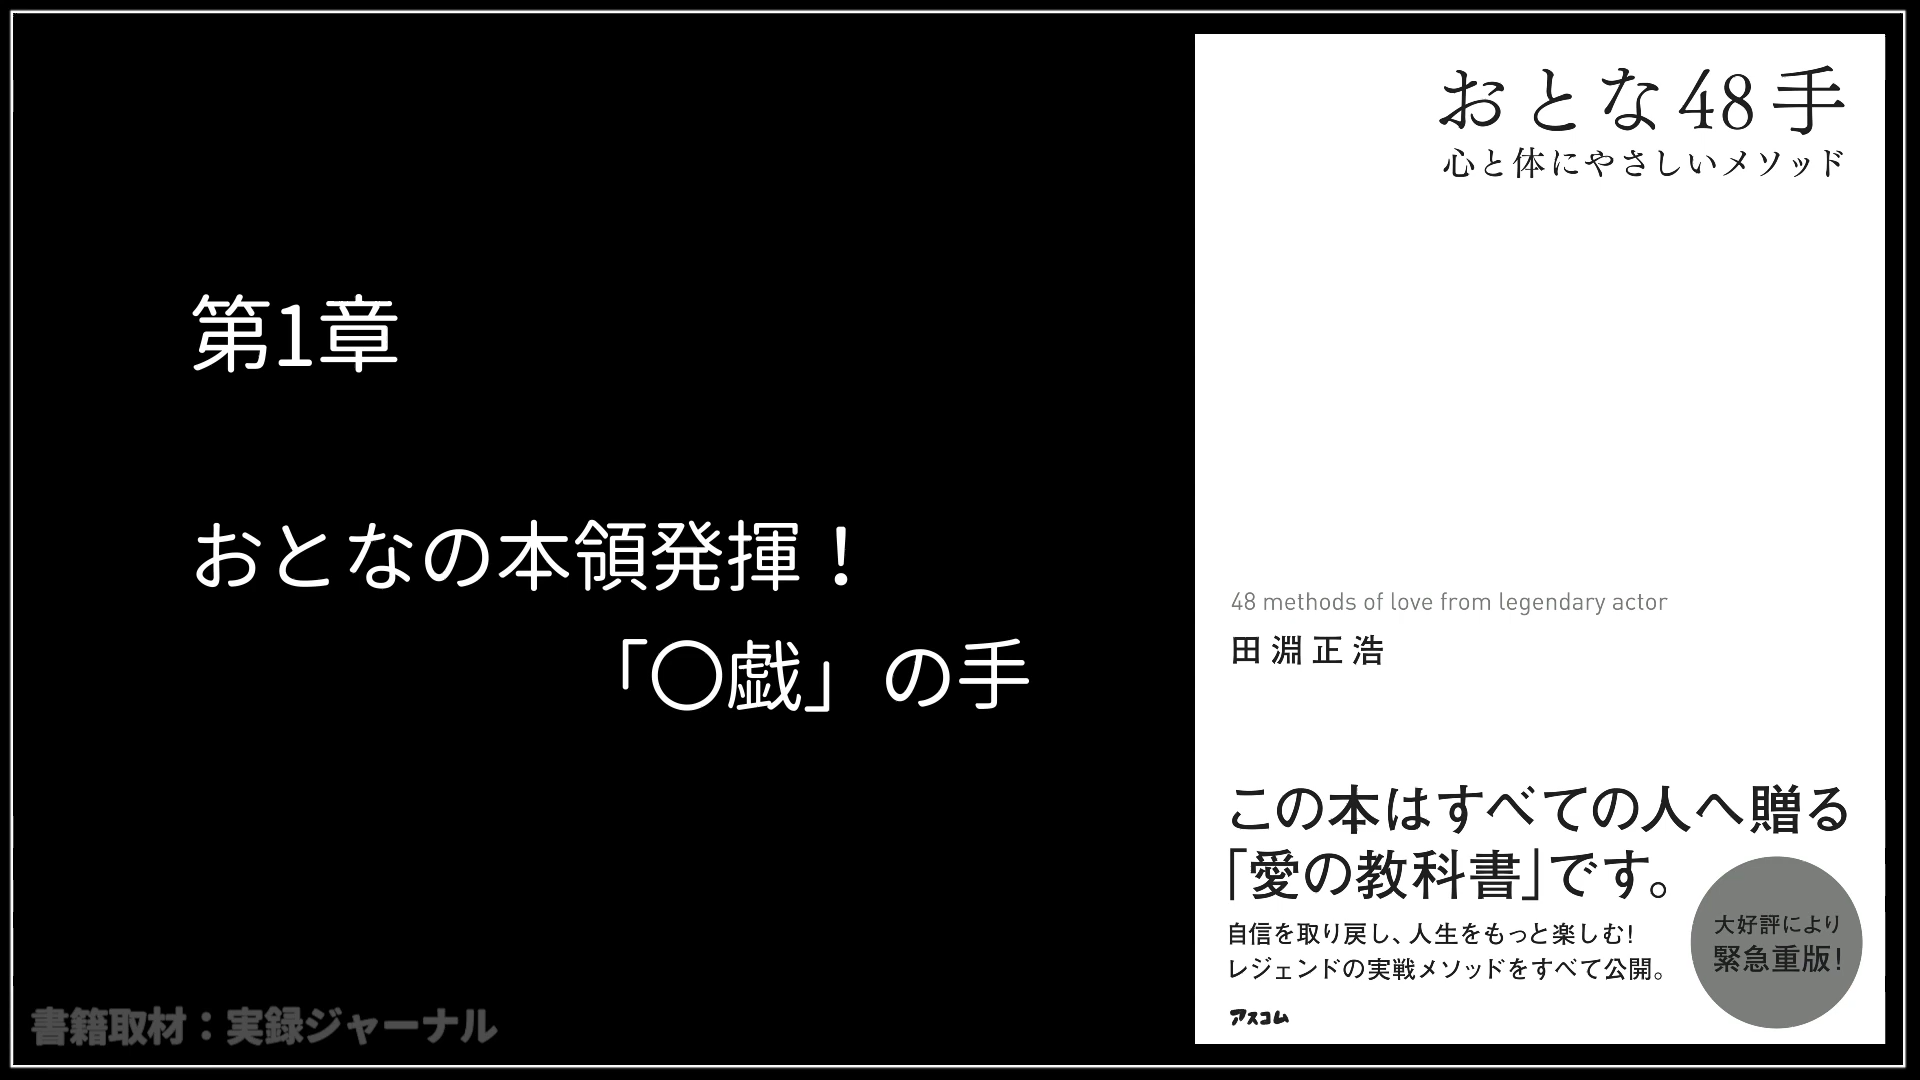 第1章
おとなの本領発揮！
「〇戯」の手
書籍取材：実録ジャーナル
おとな48手
心と体にやさしいメソッド
48 methods of love from legendary actor
田淵正浩
この本はすべての人へ贈る
「愛の教科書」です。
自信を取り戻し、人生をもっと楽しむ!
レジェンドの実戦メソッドをすべて公開。
大好評により
緊急重版!
アスコム